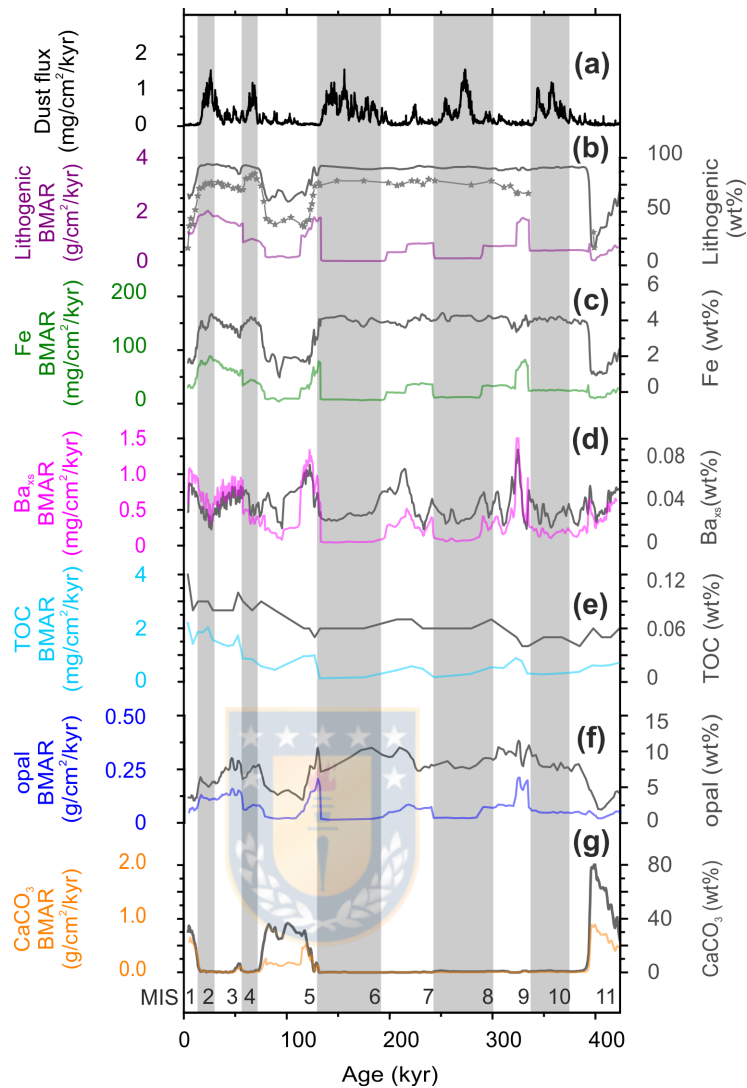 (a)
Dust flux
(mg/cm²/kyr)
2
1
0
(b)
Lithogenic
BMAR
(g/cm²/kyr)
4
2
0
100
50
0
Lithogenic
(wt%)
(c)
Fe
BMAR
(mg/cm²/kyr)
200
100
0
6
4
2
0
Fe (wt%)
(d)
Baxs
BMAR
(mg/cm²/kyr)
1.5
1.0
0.5
0
0.08
0.04
0
Baxs(wt%)
(e)
TOC
BMAR
(mg/cm²/kyr)
4
2
0
0.12
0.06
0
TOC (wt%)
(f)
opal
BMAR
(g/cm²/kyr)
0.50
0.25
0
15
10
5
0
opal (wt%)
(g)
CaCO₃
BMAR
(g/cm²/kyr)
2.0
1.0
0.0
80
40
0
CaCO₃ (wt%)
MIS 1 2 3 4 5 6 7 8 9 10 11
0 100 200 300 400
Age (kyr)